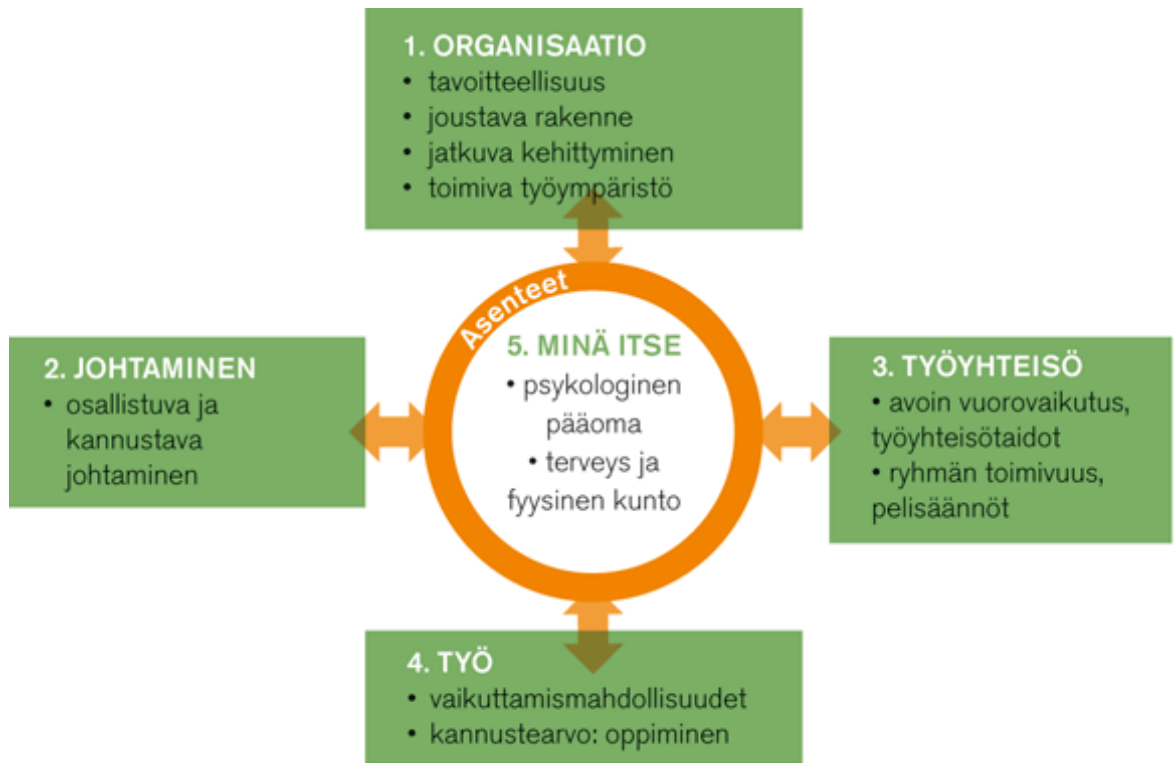 1. ORGANISAATIO
• tavoitteellisuus
• joustava rakenne
• jatkuva kehittyminen
• toimiva työympäristö
Asenteet
2. JOHTAMINEN
• osallistuva ja
kannustava
johtaminen
5. MINÄ ITSE
• psykologinen
pääoma
• terveys ja
fyysinen kunto
3. TYÖYHTEISÖ
• avoin vuorovaikutus,
työyhteisötaidot
• ryhmän toimivuus,
pelisäännöt
4. TYÖ
• vaikuttamismahdollisuudet
• kannustearvo: oppiminen